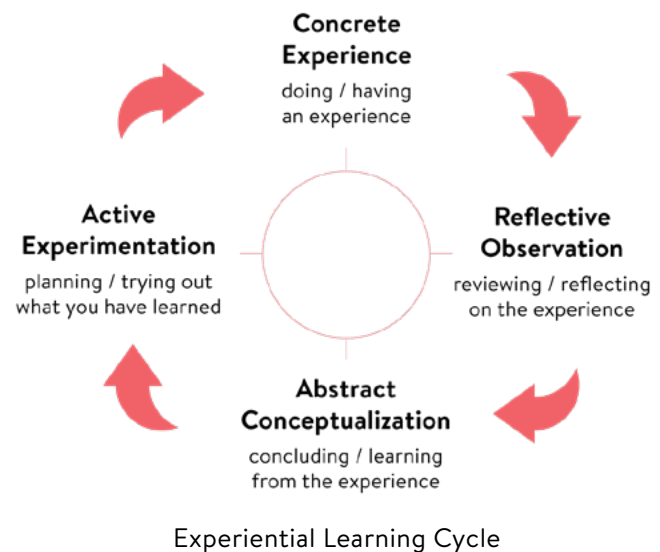 Concrete
Experience
doing / having
an experience
Active
Experimentation
planning / trying out
what you have learned
Reflective
Observation
reviewing / reflecting
on the experience
Abstract
Conceptualization
concluding / learning
from the experience
Experiential Learning Cycle